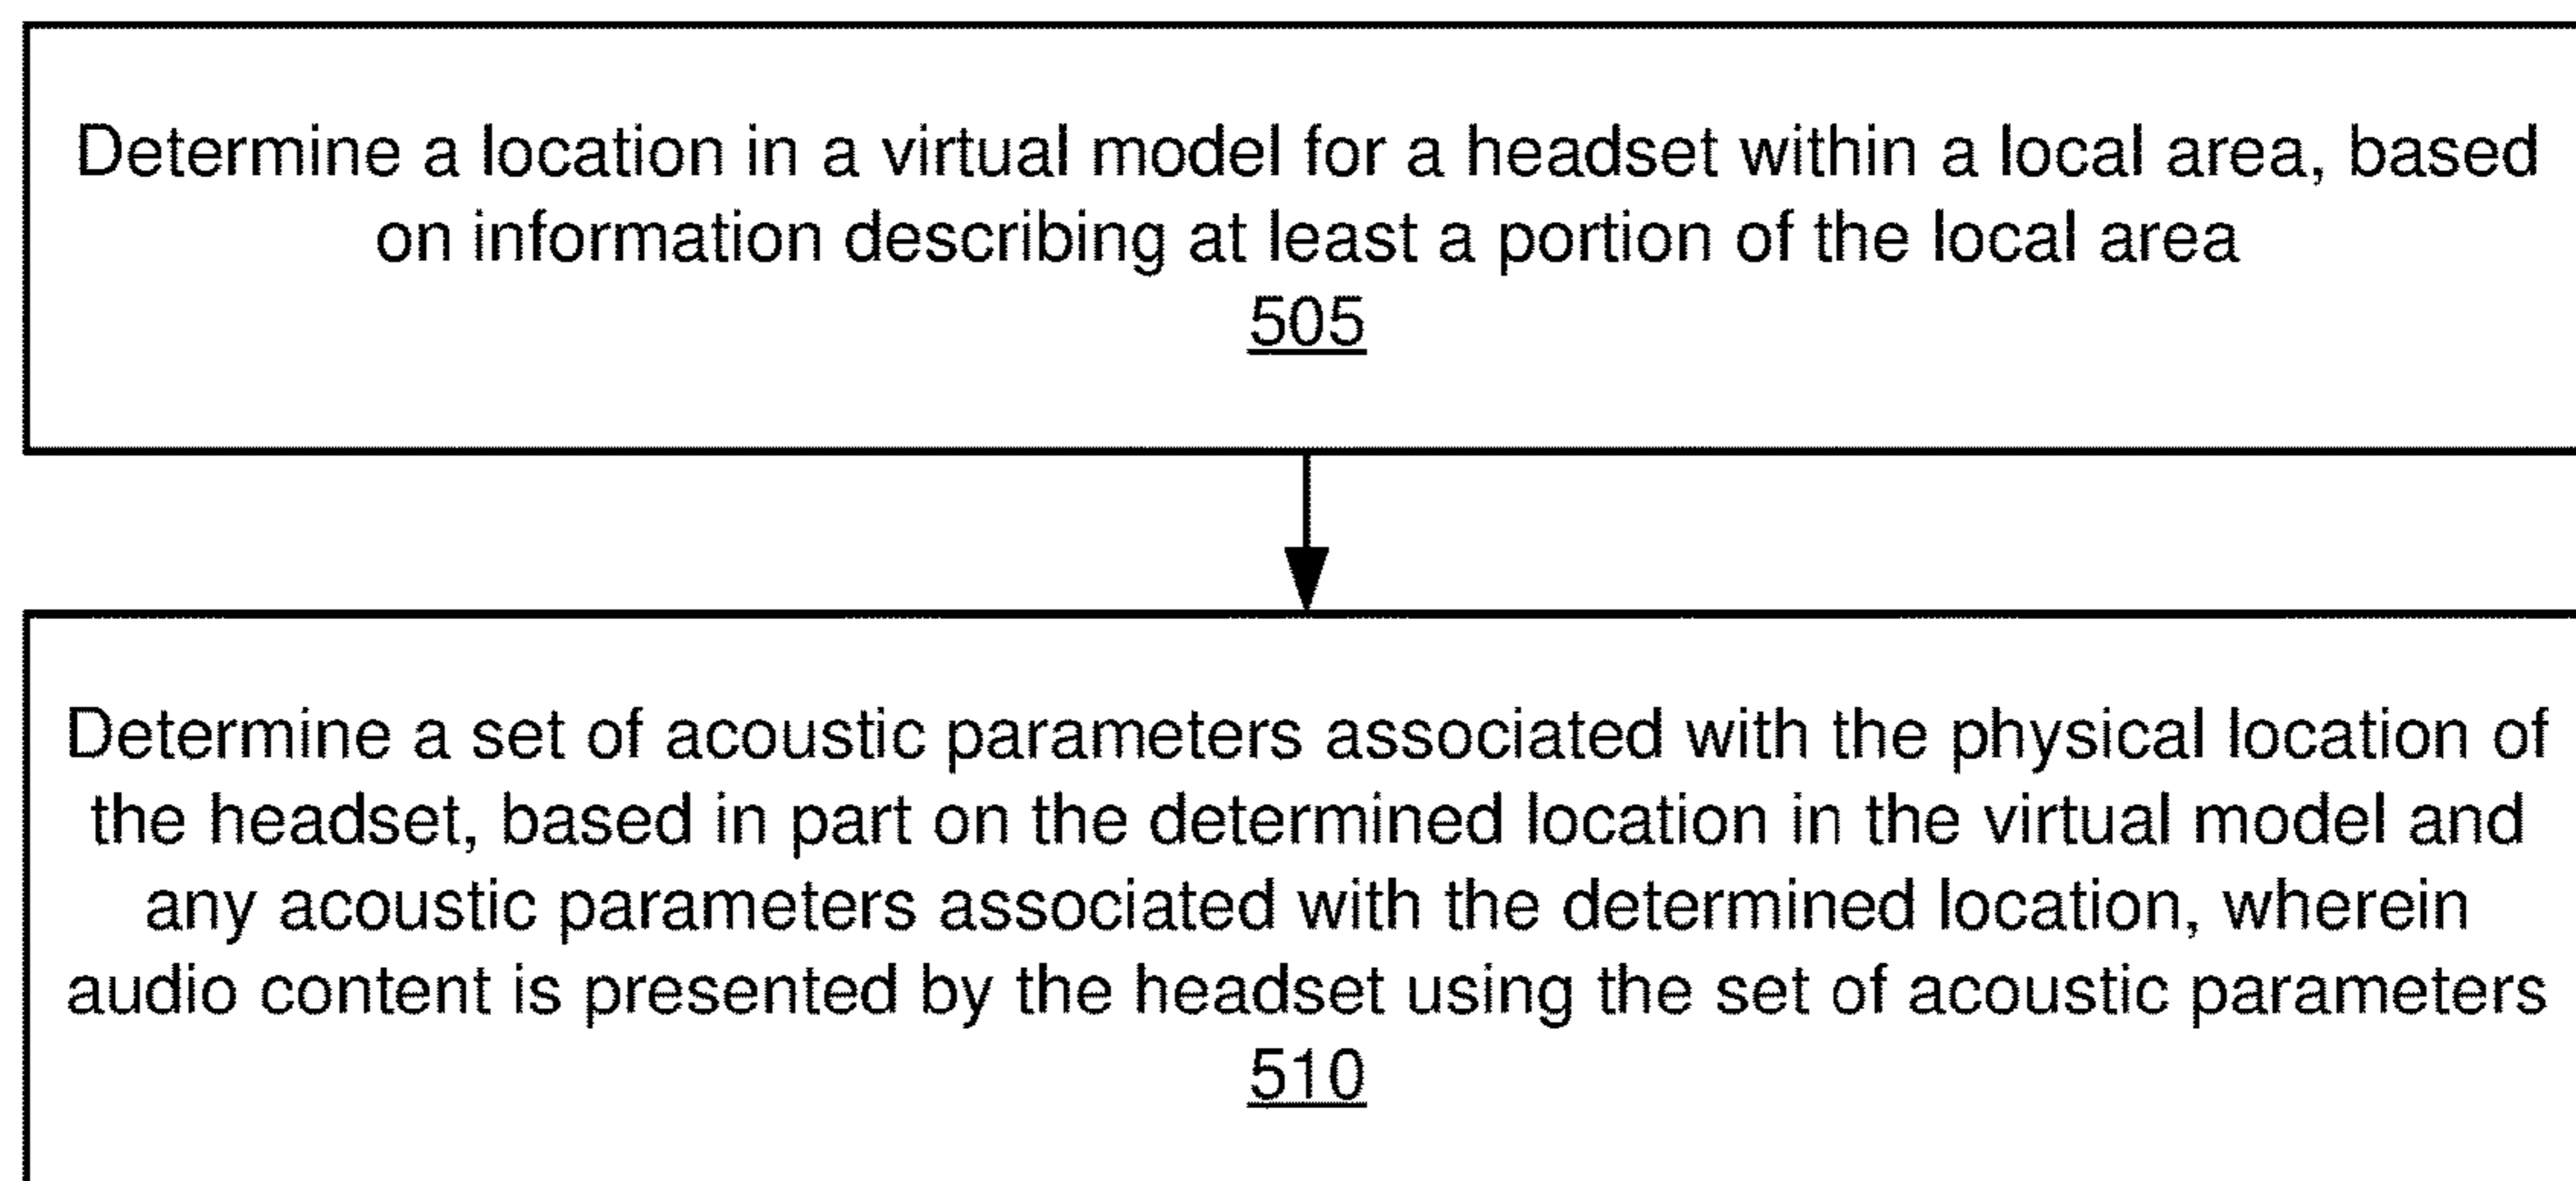 Determine a location in a virtual model for a headset within a local area, based
on information describing at least a portion of the local area
505
Determine a set of acoustic parameters associated with the physical location of
the headset, based in part on the determined location in the virtual model and
any acoustic parameters associated with the determined location, wherein
audio content is presented by the headset using the set of acoustic parameters
510